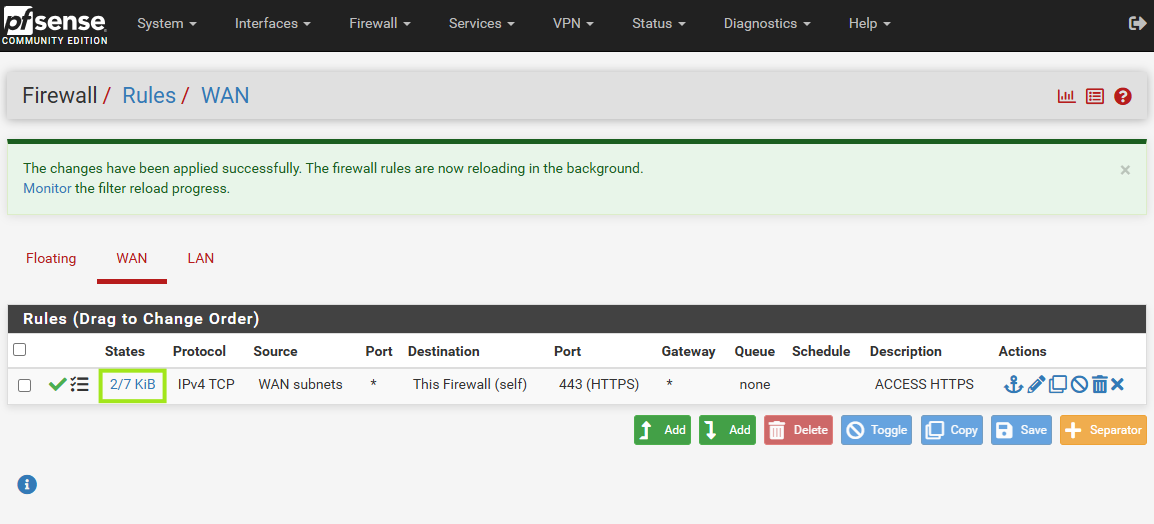 pfsense System Interfaces Firewall Services VPN Status Diagnostics Help
COMMUNITY EDITION
Firewall / Rules / WAN
The changes have been applied successfully. The firewall rules are now reloading in the background.
Monitor the filter reload progress.
×
Floating WAN LAN
Rules (Drag to Change Order)
States Protocol Source Port Destination Port Gateway Queue Schedule Description Actions
2/7 KiB IPv4 TCP WAN subnets * This Firewall (self) 443 (HTTPS) * none ACCESS HTTPS
Add Add Delete Toggle Copy Save Separator